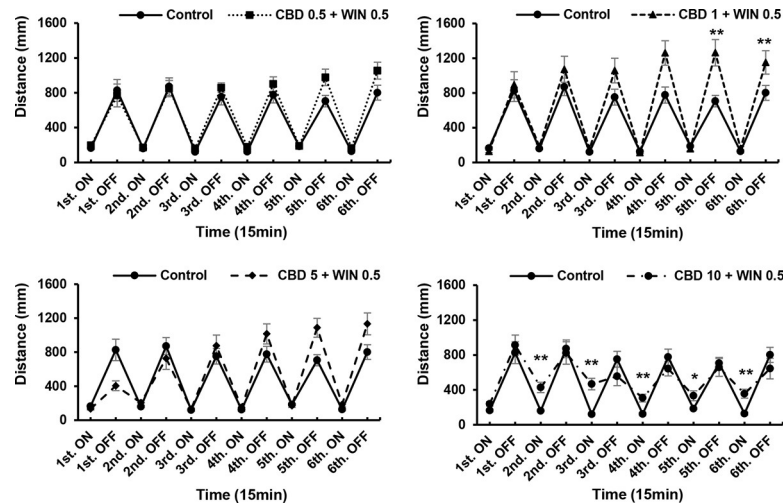 Control CBD 0.5 + WIN 0.5
Distance (mm)
1600
1200
800
400
0
1st. ON
1st. OFF
2nd. ON
2nd. OFF
3rd. ON
3rd. OFF
4th. ON
4th. OFF
5th. ON
5th. OFF
6th. ON
6th. OFF
Time (15min)
Control CBD 1 + WIN 0.5
Distance (mm)
1600
1200
800
400
0
**
**
1st. ON
1st. OFF
2nd. ON
2nd. OFF
3rd. ON
3rd. OFF
4th. ON
4th. OFF
5th. ON
5th. OFF
6th. ON
6th. OFF
Time (15min)
Control CBD 5 + WIN 0.5
Distance (mm)
1600
1200
800
400
0
1st. ON
1st. OFF
2nd. ON
2nd. OFF
3rd. ON
3rd. OFF
4th. ON
4th. OFF
5th. ON
5th. OFF
6th. ON
6th. OFF
Time (15min)
Control CBD 10 + WIN 0.5
Distance (mm)
1600
1200
800
400
0
**
**
**
*
**
1st. ON
1st. OFF
2nd. ON
2nd. OFF
3rd. ON
3rd. OFF
4th. ON
4th. OFF
5th. ON
5th. OFF
6th. ON
6th. OFF
Time (15min)